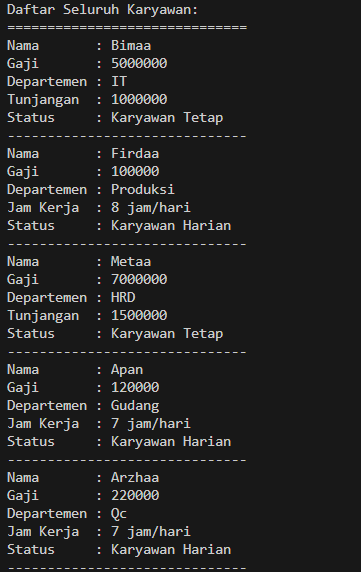 Daftar Seluruh Karyawan:
==============================
Nama       : Bimaa
Gaji       : 5000000
Departemen : IT
Tunjangan  : 1000000
Status     : Karyawan Tetap
------------------------------
Nama       : Firdaa
Gaji       : 100000
Departemen : Produksi
Jam Kerja  : 8 jam/hari
Status     : Karyawan Harian
------------------------------
Nama       : Metaa
Gaji       : 7000000
Departemen : HRD
Tunjangan  : 1500000
Status     : Karyawan Tetap
------------------------------
Nama       : Apan
Gaji       : 120000
Departemen : Gudang
Jam Kerja  : 7 jam/hari
Status     : Karyawan Harian
------------------------------
Nama       : Arzhaa
Gaji       : 220000
Departemen : Qc
Jam Kerja  : 7 jam/hari
Status     : Karyawan Harian
------------------------------